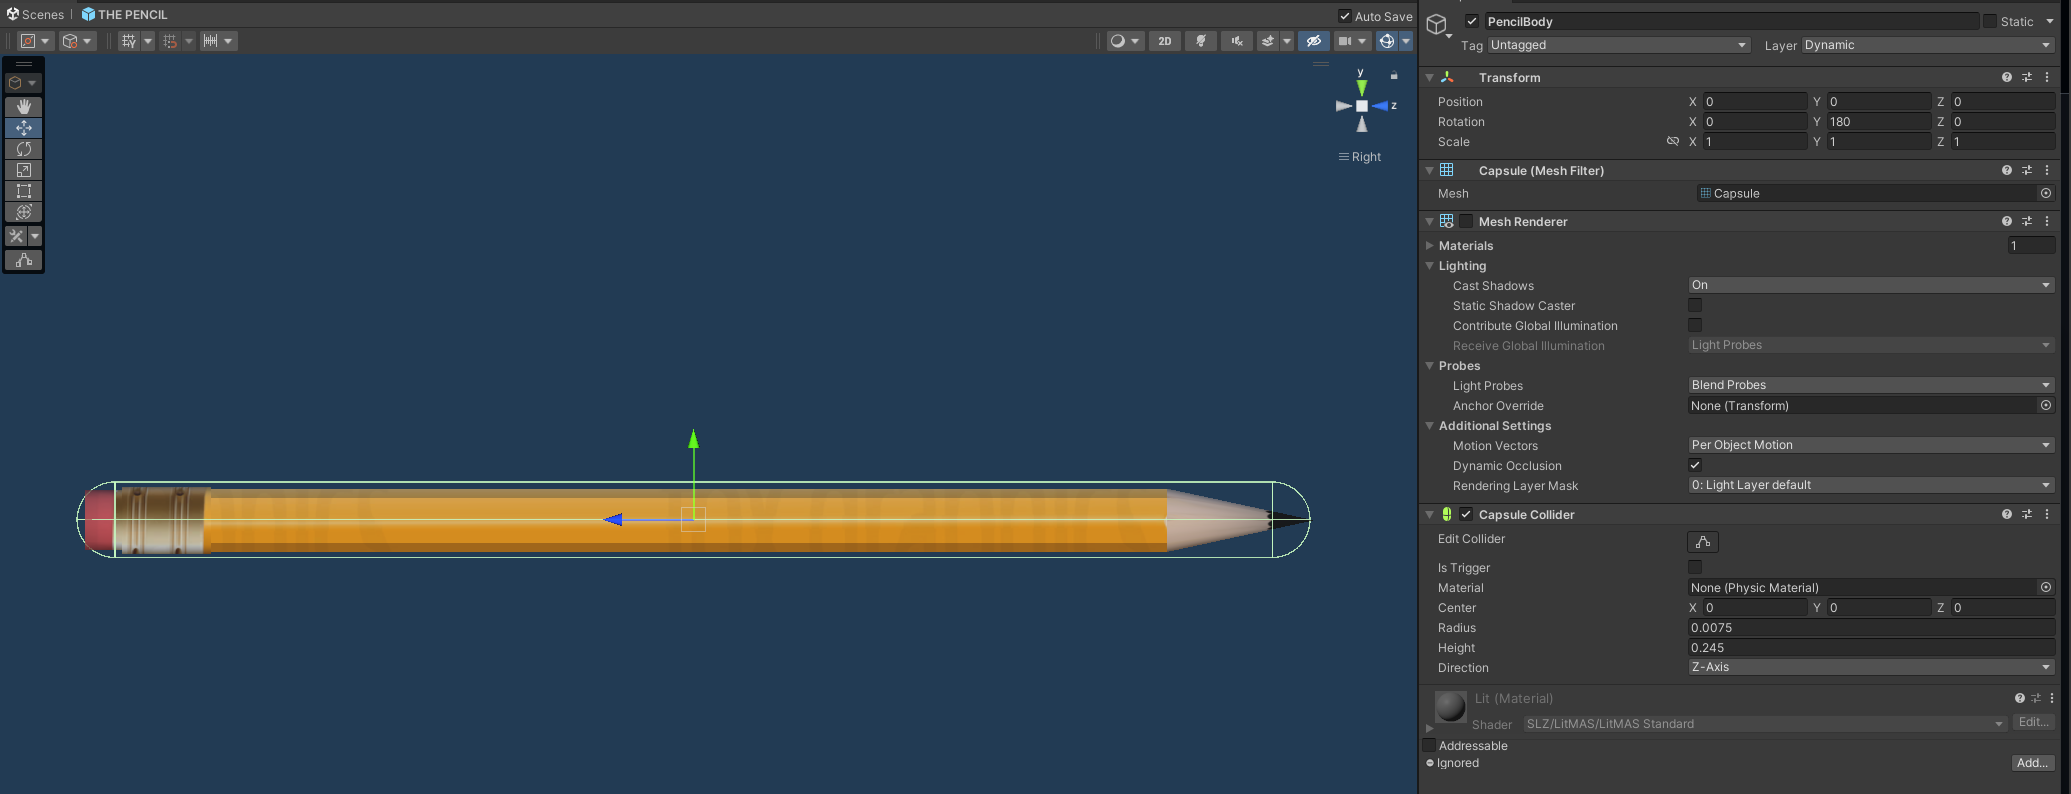 Scenes | THE PENCIL
Auto Save
2D
y
z
Right
PencilBody Static
Tag Untagged Layer Dynamic
Transform
Position X 0 Y 0 Z 0
Rotation X 0 Y 180 Z 0
Scale X 1 Y 1 Z 1
Capsule (Mesh Filter)
Mesh Capsule
Mesh Renderer
Materials 1
Lighting
Cast Shadows On
Static Shadow Caster
Contribute Global Illumination
Receive Global Illumination Light Probes
Probes
Light Probes Blend Probes
Anchor Override None (Transform)
Additional Settings
Motion Vectors Per Object Motion
Dynamic Occlusion
Rendering Layer Mask 0: Light Layer default
Capsule Collider
Edit Collider
Is Trigger
Material None (Physic Material)
Center X 0 Y 0 Z 0
Radius 0.0075
Height 0.245
Direction Z-Axis
Lit (Material)
Shader SLZ/LitMAS/LitMAS Standard Edit...
Addressable
Ignored Add...